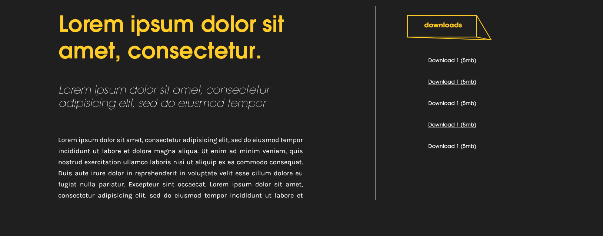 Lorem ipsum dolor sit
amet, consectetur.
Lorem ipsum dolor sit amet, consectetur
adipisicing elit, sed do eiusmod tempor
Lorem ipsum dolor sit amet, consectetur adipisicing elit, sed do eiusmod tempor
incididunt ut labore et dolore magna aliqua. Ut enim ad minim veniam, quis
nostrud exercitation ullamco laboris nisi ut aliquip ex ea commodo consequat.
Duis aute irure dolor in reprehenderit in voluptate velit esse cillum dolore eu
fugiat nulla pariatur. Excepteur sint occaecat. Lorem ipsum dolor sit amet,
consectetur adipisicing elit, sed do eiusmod tempor incididunt ut labore et
downloads
Download 1 (5mb)
Download 1 (5mb)
Download 1 (5mb)
Download 1 (5mb)
Download 1 (5mb)